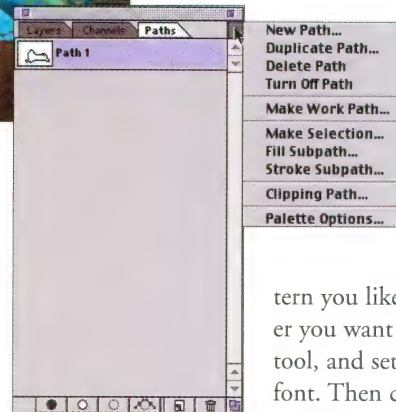 Layers Channels Paths
Path 1
New Path...
Duplicate Path...
Delete Path
Turn Off Path
Make Work Path...
Make Selection...
Fill Subpath...
Stroke Subpath...
Clipping Path...
Palette Options...
tern you like
er you want
tool, and set
font. Then c